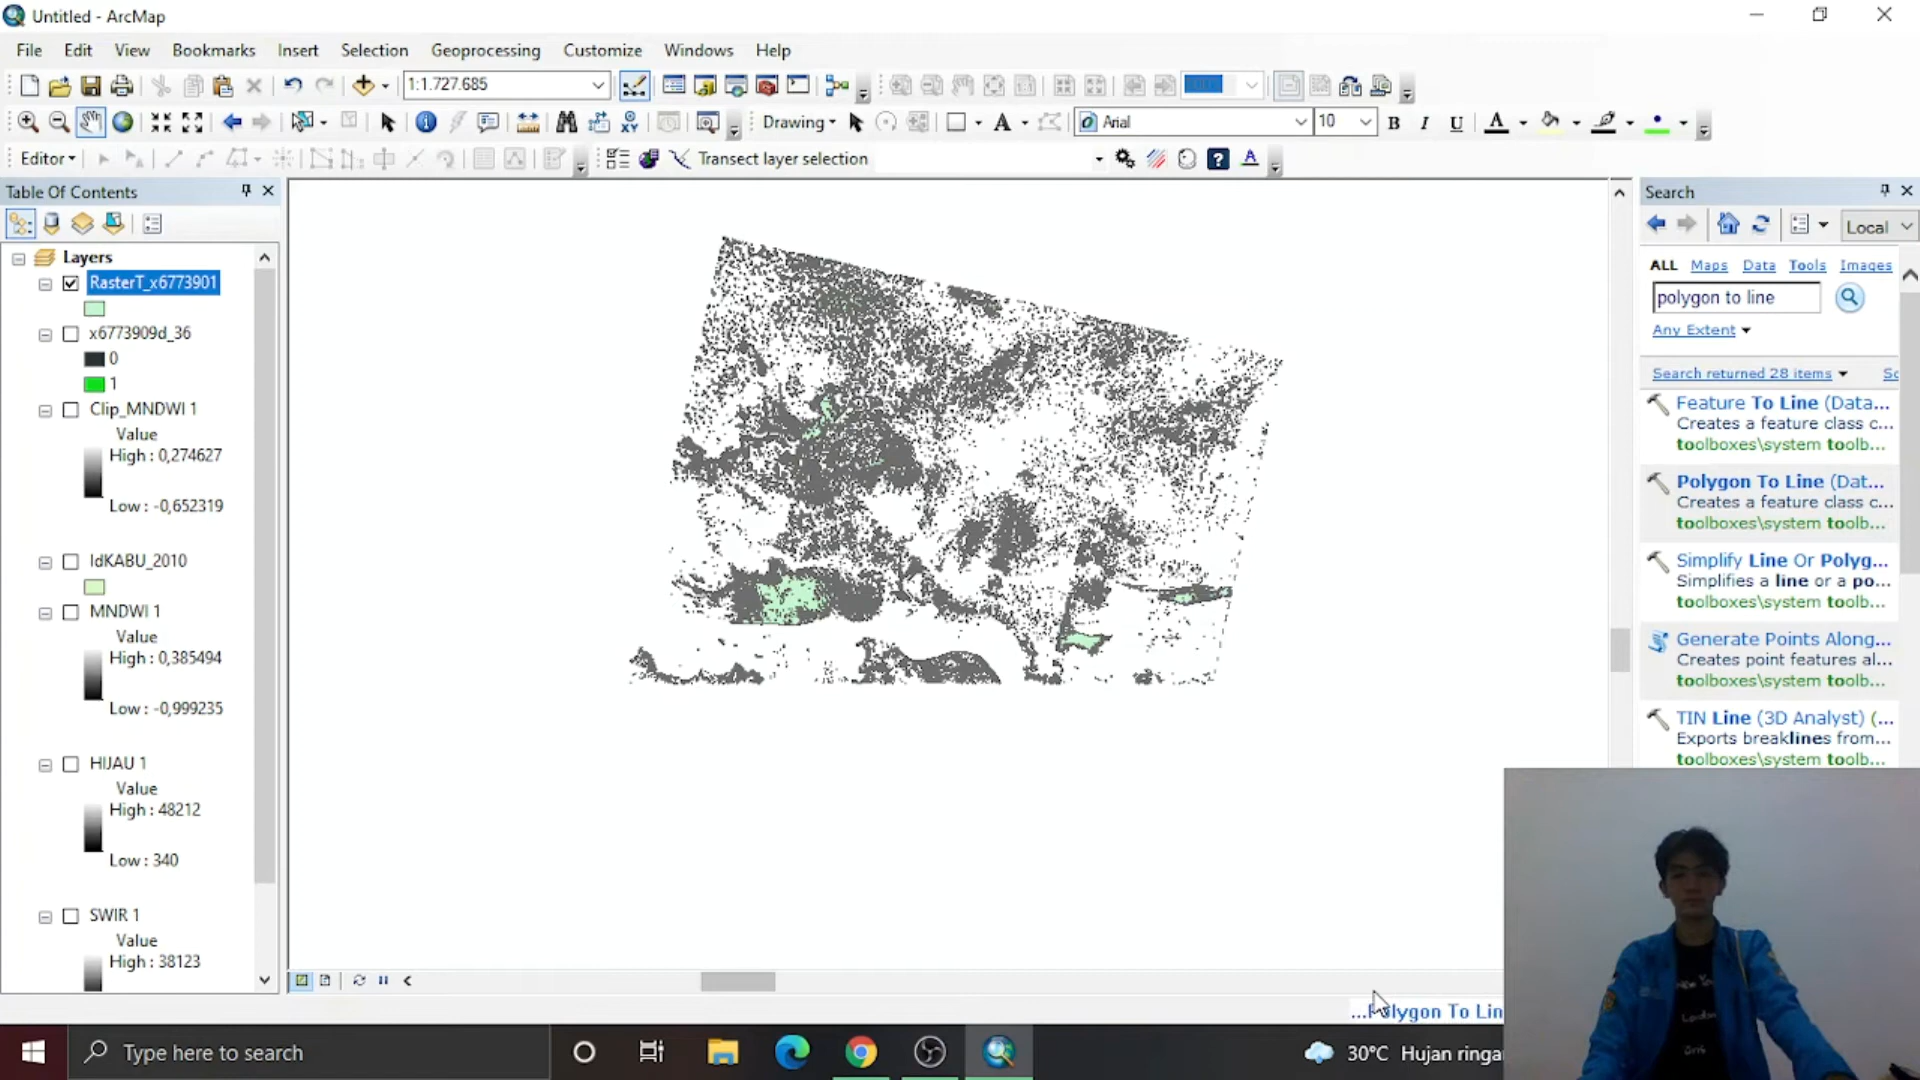 Untitled - ArcMap
File Edit View Bookmarks Insert Selection Geoprocessing Customize Windows Help
1:1.727.685
Drawing Arial 10 B I U A
Editor Transect layer selection
Table Of Contents
Layers
RasterT_x6773901
x6773909d_36
0
1
Clip_MNDWI 1
Value
High : 0,274627
Low : -0,652319
IdKABU_2010
MNDWI 1
Value
High : 0,385494
Low : -0,999235
HIJAU 1
Value
High : 48212
Low : 340
SWIR 1
Value
High : 38123
Search
Local
ALL Maps Data Tools Images
polygon to line
Any Extent
Search returned 28 items
Feature To Line (Data...
Creates a feature class c...
toolboxes\system toolb...
Polygon To Line (Dat...
Creates a feature class c...
toolboxes\system toolb...
Simplify Line Or Polyg...
Simplifies a line or a po...
toolboxes\system toolb...
Generate Points Along...
Creates point features al...
toolboxes\system toolb...
TIN Line (3D Analyst) (...
Exports breaklines from...
toolboxes\system toolb...
...Polygon To Lin
Type here to search
30°C Hujan ringa
London